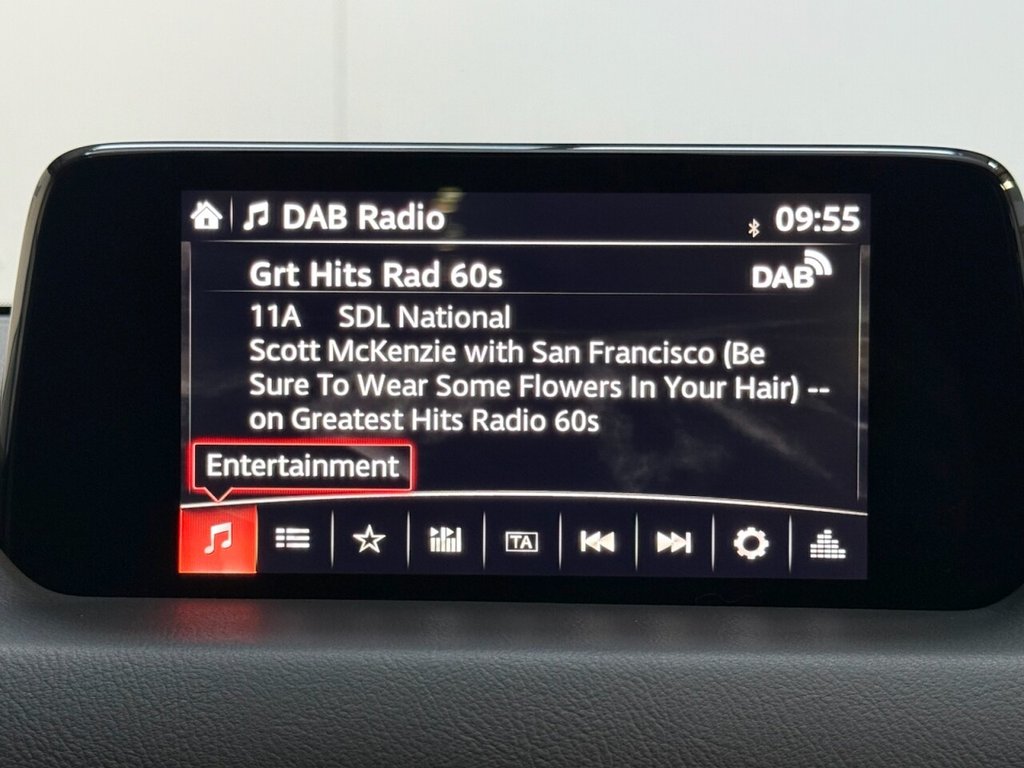 DAB Radio 09:55
Grt Hits Rad 60s DAB
11A SDL National
Scott McKenzie with San Francisco (Be
Sure To Wear Some Flowers In Your Hair) --
on Greatest Hits Radio 60s
Entertainment
TA